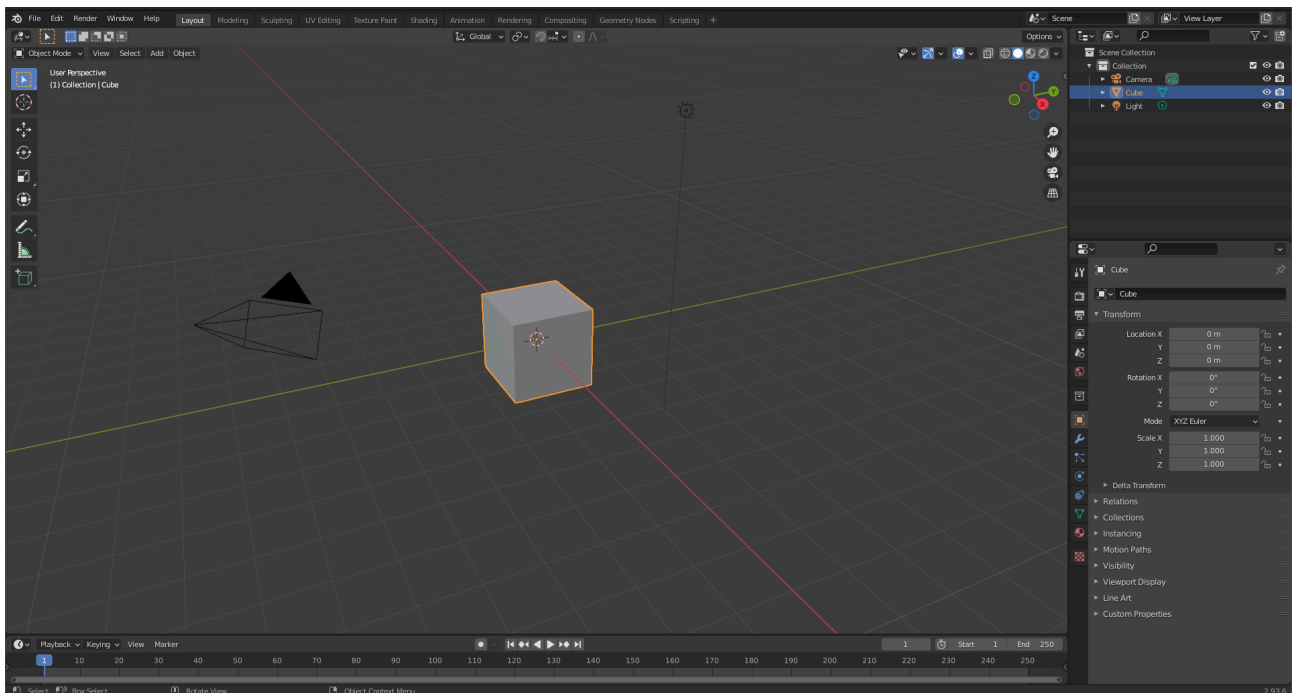 File Edit Render Window Help Layout Modeling Sculpting UV Editing Texture Paint Shading Animation Rendering Compositing Geometry Nodes Scripting + Scene View Layer
Global Options
Object Mode View Select Add Object
User Perspective
(1) Collection | Cube
Z
Y
X
Scene Collection
Collection
Camera
Cube
Light
Cube
Cube
Transform
Location X 0 m
Y 0 m
Z 0 m
Rotation X 0°
Y 0°
Z 0°
Mode XYZ Euler
Scale X 1.000
Y 1.000
Z 1.000
Delta Transform
Relations
Collections
Instancing
Motion Paths
Visibility
Viewport Display
Line Art
Custom Properties
Playback Keying View Marker 1 Start 1 End 250
1 10 20 30 40 50 60 70 80 90 100 110 120 130 140 150 160 170 180 190 200 210 220 230 240 250
Select Box Select Rotate View Object Context Menu 2.93.6